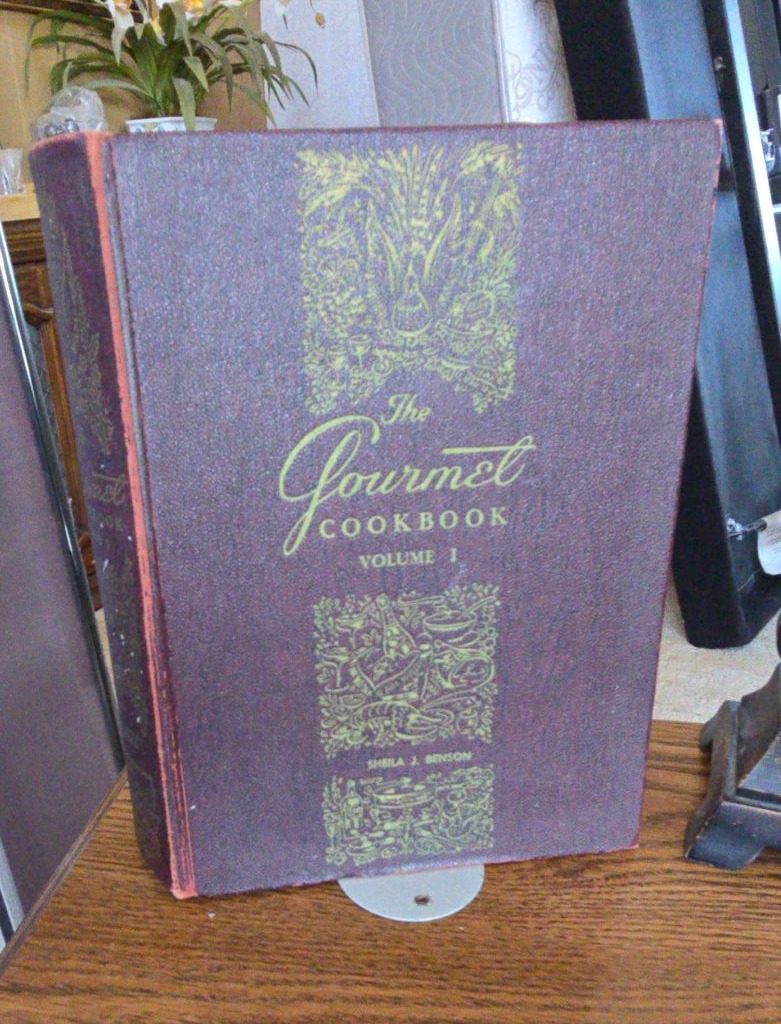 The
Gourmet
COOKBOOK
VOLUME I
SHEILA J. BENSON